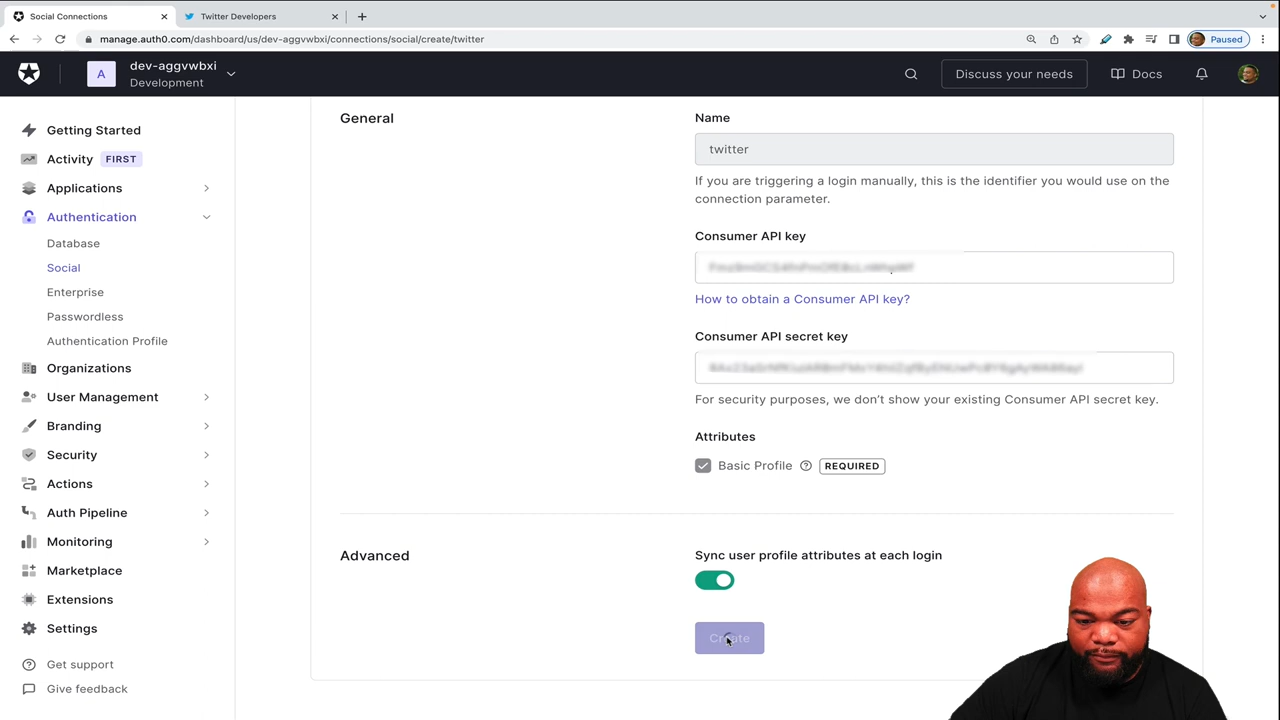 Social Connections
Twitter Developers
manage.auth0.com/dashboard/us/dev-aggvwbxi/connections/social/create/twitter
Paused
A
dev-aggvwbxi
Development
Discuss your needs
Docs
Getting Started
Activity FIRST
Applications
Authentication
Database
Social
Enterprise
Passwordless
Authentication Profile
Organizations
User Management
Branding
Security
Actions
Auth Pipeline
Monitoring
Marketplace
Extensions
Settings
Get support
Give feedback
General
Name
twitter
If you are triggering a login manually, this is the identifier you would use on the
connection parameter.
Consumer API key
How to obtain a Consumer API key?
Consumer API secret key
For security purposes, we don't show your existing Consumer API secret key.
Attributes
Basic Profile REQUIRED
Advanced
Sync user profile attributes at each login
Create